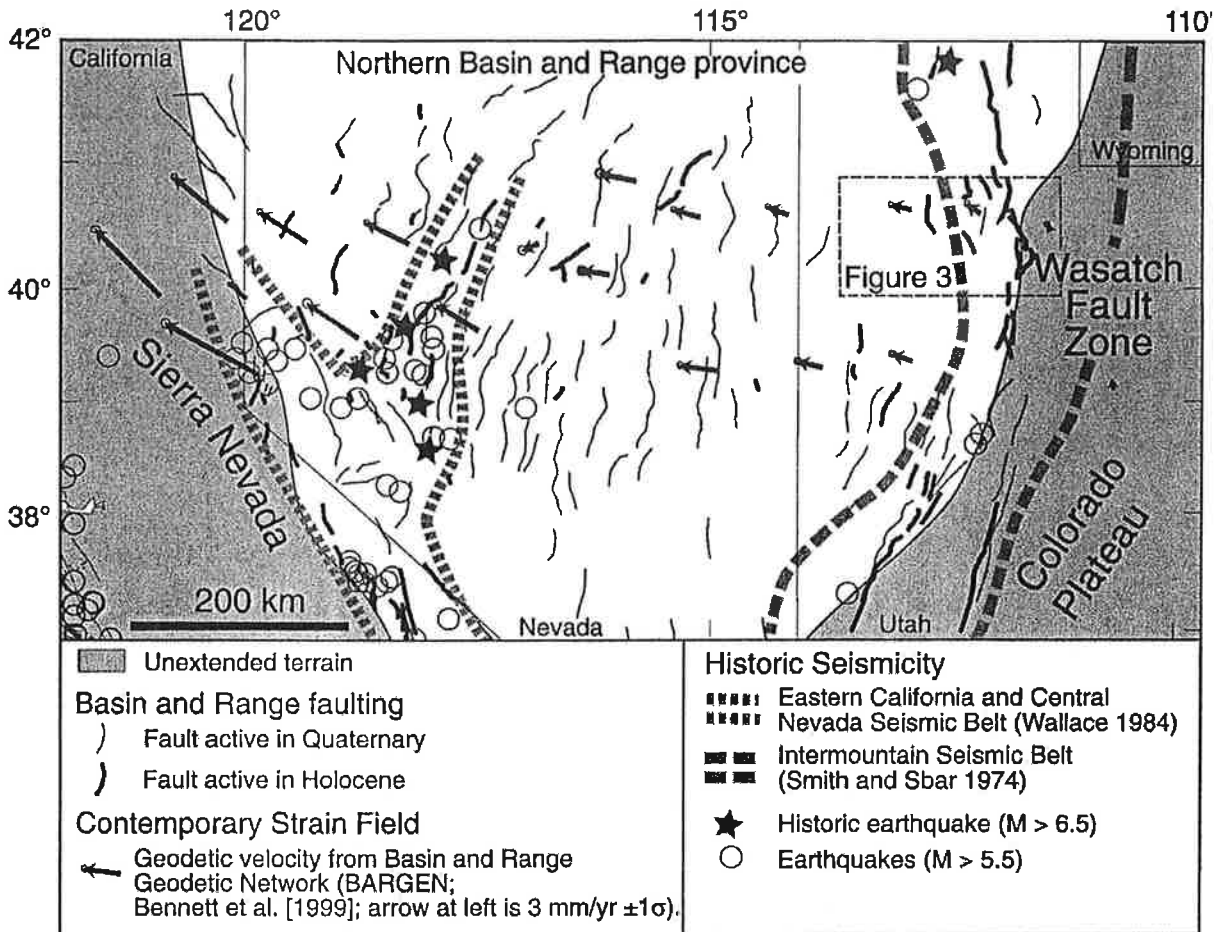 120° 115° 110'
42°
California
Northern Basin and Range province
Wyoming
40°
Figure 3
Wasatch
Fault
Zone
Sierra Nevada
38°
Colorado
Plateau
200 km
Nevada
Utah
Unextended terrain
Basin and Range faulting
Fault active in Quaternary
Fault active in Holocene
Contemporary Strain Field
Geodetic velocity from Basin and Range
Geodetic Network (BARGEN;
Bennett et al. [1999]; arrow at left is 3 mm/yr ±1σ).
Historic Seismicity
Eastern California and Central
Nevada Seismic Belt (Wallace 1984)
Intermountain Seismic Belt
(Smith and Sbar 1974)
Historic earthquake (M > 6.5)
Earthquakes (M > 5.5)